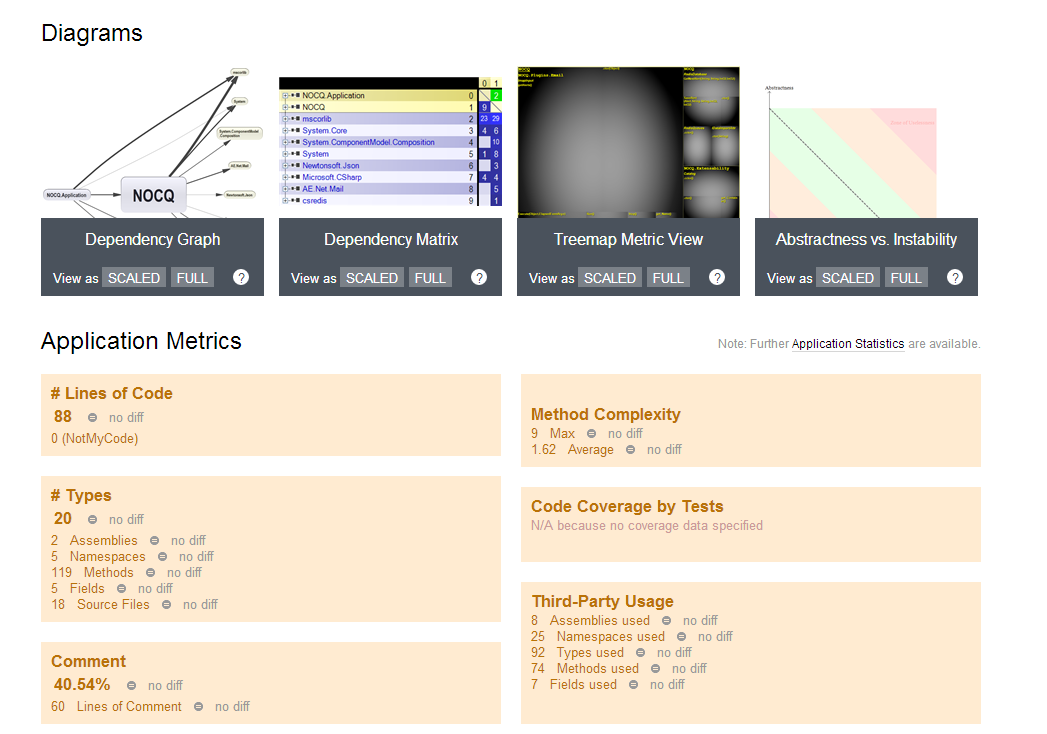 Diagrams
mscorlib
System
System.ComponentModel
.Composition
AE.Net.Mail
NOCQ.Application
NOCQ
Newtonsoft.Json
0 1
NOCQ.Application 0 2
NOCQ 1 9
mscorlib 2 23 29
System.Core 3 4 6
System.ComponentModel.Composition 4 10
System 5 1 8
Newtonsoft.Json 6 3
Microsoft.CSharp 7 4 4
AE.Net.Mail 8 5
csredis 9 1
NOCQ
NOCQ.Plugins.Email
NOCQ.Extensibility
Abstractness
Dependency Graph
View as SCALED FULL ?
Dependency Matrix
View as SCALED FULL ?
Treemap Metric View
View as SCALED FULL ?
Abstractness vs. Instability
View as SCALED FULL ?
Application Metrics
Note: Further Application Statistics are available.
# Lines of Code
88 = no diff
0 (NotMyCode)
# Types
20 = no diff
2 Assemblies = no diff
5 Namespaces = no diff
119 Methods = no diff
5 Fields = no diff
18 Source Files = no diff
Comment
40.54% = no diff
60 Lines of Comment = no diff
Method Complexity
9 Max = no diff
1.62 Average = no diff
Code Coverage by Tests
N/A because no coverage data specified
Third-Party Usage
8 Assemblies used = no diff
25 Namespaces used = no diff
92 Types used = no diff
74 Methods used = no diff
7 Fields used = no diff